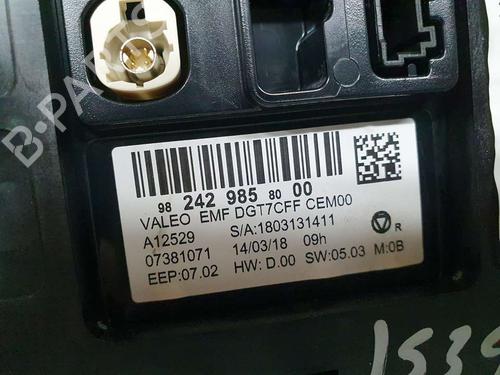 B-PARTS
98 242 985 80 00
VALEO EMF DGT7CFF CEM00
A12529 S/A:1803131411
07381071 14/03/18 09h
EEP:07.02 HW: D.00 SW:05.03 M:0B
R